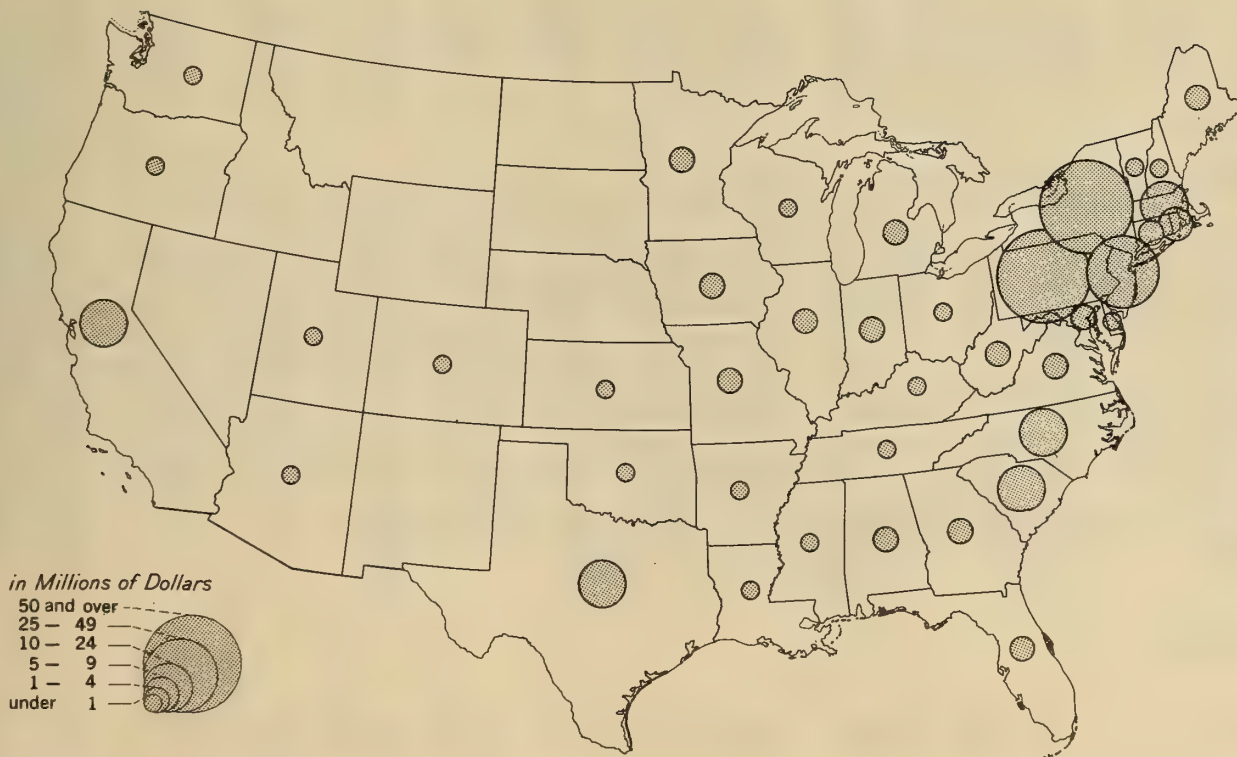 in Millions of Dollars
50 and over
25 – 49
10 – 24
5 – 9
1 – 4
under 1